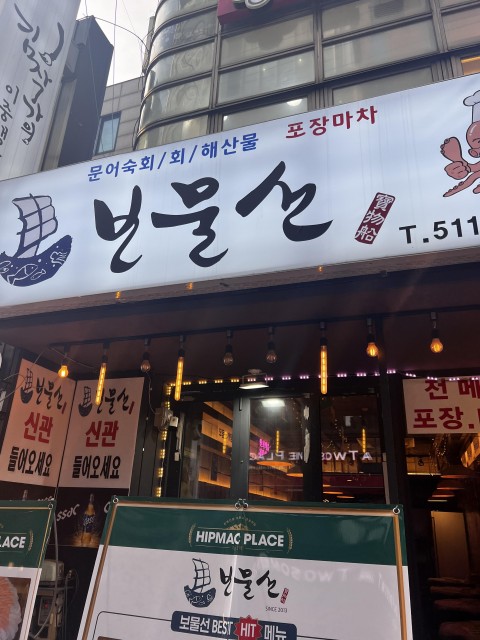 문어숙회/회/해산물 포장마차
보물선
寶物船
T.511
보물선
신관
들어오세요
보물선
신관
들어오세요
천 메
포장.
PLACE
HIPMAC PLACE
보물선
SINCE 2013
보물선 BEST HIT 메뉴